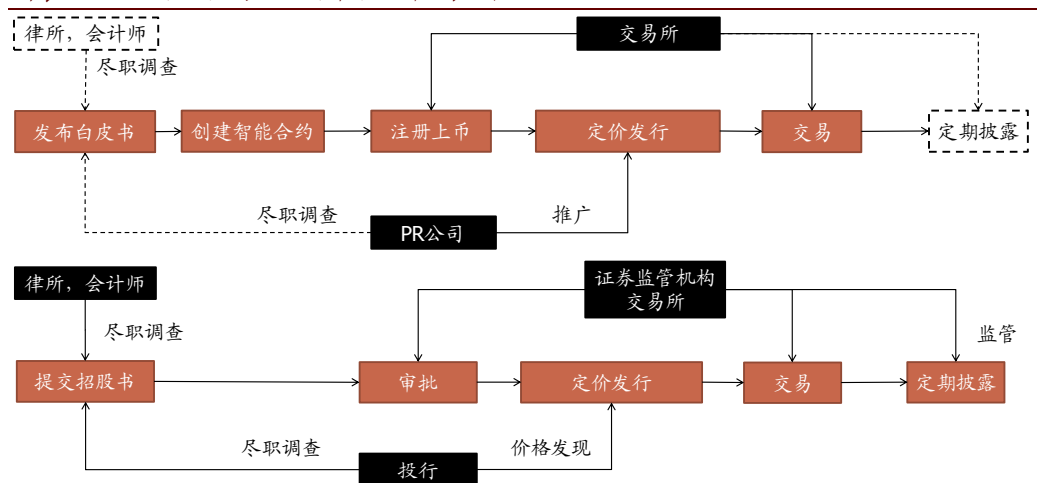 律所，会计师
交易所
尽职调查
发布白皮书
创建智能合约
注册上币
定价发行
交易
定期披露
尽职调查
推广
PR公司
律所，会计师
证券监管机构
交易所
尽职调查
监管
提交招股书
审批
定价发行
交易
定期披露
尽职调查
价格发现
投行